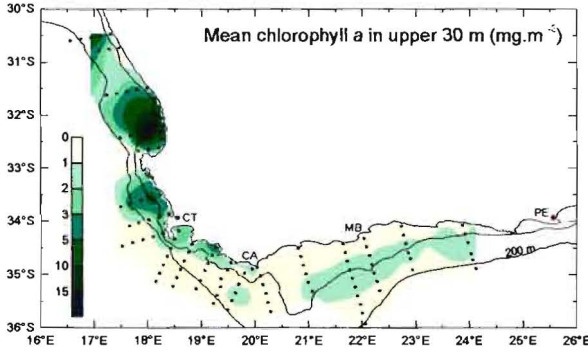 30°S
Mean chlorophyll a in upper 30 m (mg.m⁻³)
31°S
32°S
0
1
33°S
2
3
CT
PE
34°S
5
MB
10
CA
200 m
35°S
15
36°S
16°E 17°E 18°E 19°E 20°E 21°E 22°E 23°E 24°E 25°E 26°E